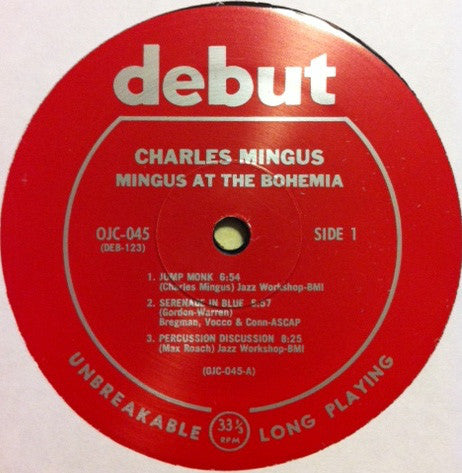 debut
CHARLES MINGUS
MINGUS AT THE BOHEMIA
OJC-045
(DEB-123)
SIDE 1
1. JUMP MONK 6:54
(Charles Mingus) Jazz Workshop-BMI
2. SERENADE IN BLUE 5:57
(Gordon-Warren)
Bregman, Vocco & Conn-ASCAP
3. PERCUSSION DISCUSSION 8:25
(Max Roach) Jazz Workshop-BMI
(OJC-045-A)
UNBREAKABLE 33⅓ RPM LONG PLAYING